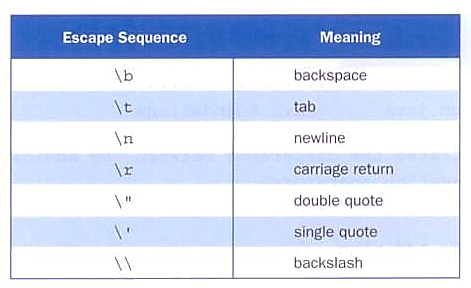 Escape Sequence Meaning
\b backspace
\t tab
\n newline
\r carriage return
\" double quote
\' single quote
\\ backslash